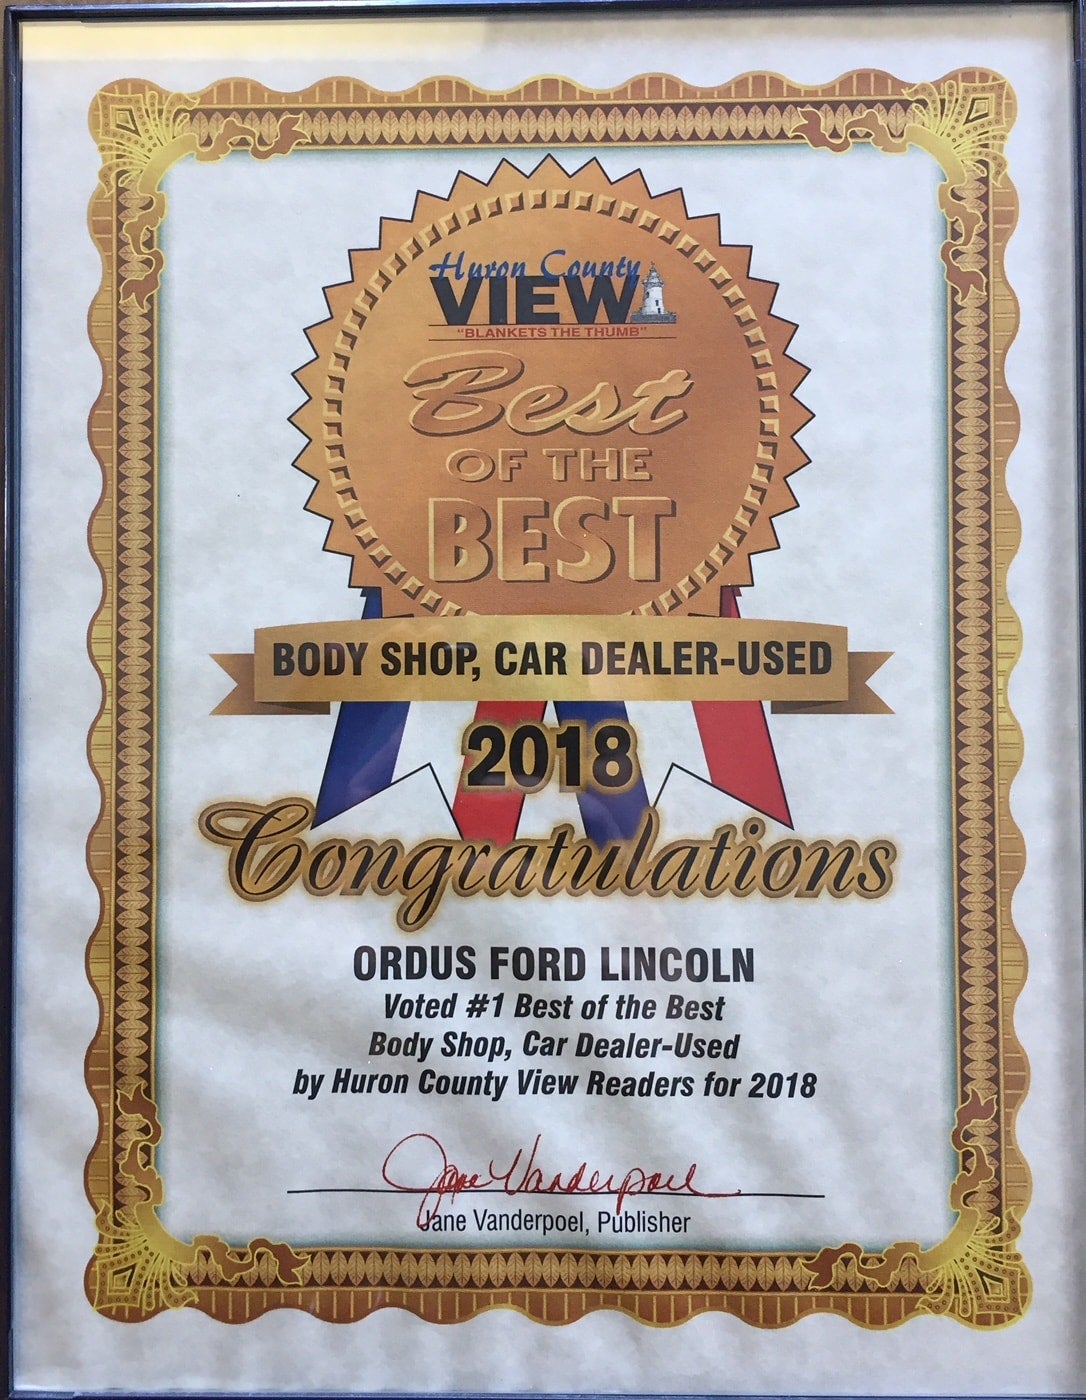 Huron County
VIEW
"BLANKETS THE THUMB"
Best
OF THE
BEST
BODY SHOP, CAR DEALER-USED
2018
Congratulations
ORDUS FORD LINCOLN
Voted #1 Best of the Best
Body Shop, Car Dealer-Used
by Huron County View Readers for 2018
Jane Vanderpoel
Jane Vanderpoel, Publisher